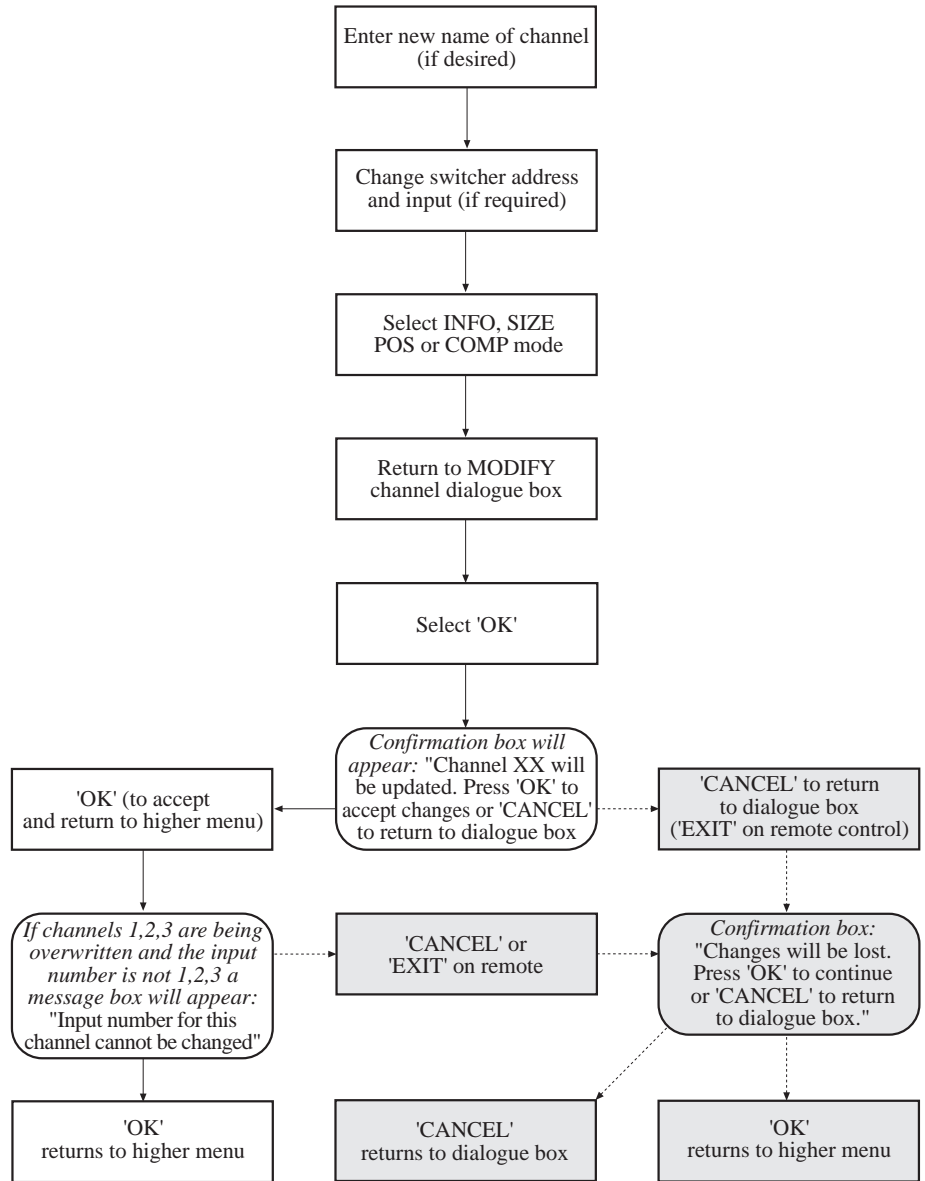 Enter new name of channel
(if desired)
Change switcher address
and input (if required)
Select INFO, SIZE
POS or COMP mode
Return to MODIFY
channel dialogue box
Select 'OK'
Confirmation box will
appear: "Channel XX will
be updated. Press 'OK' to
accept changes or 'CANCEL'
to return to dialogue box
'OK' (to accept
and return to higher menu)
'CANCEL' to return
to dialogue box
('EXIT' on remote control)
If channels 1,2,3 are being
overwritten and the input
number is not 1,2,3 a
message box will appear:
"Input number for this
channel cannot be changed"
'CANCEL' or
'EXIT' on remote
Confirmation box:
"Changes will be lost.
Press 'OK' to continue
or 'CANCEL' to return
to dialogue box."
'OK'
returns to higher menu
'CANCEL'
returns to dialogue box
'OK'
returns to higher menu